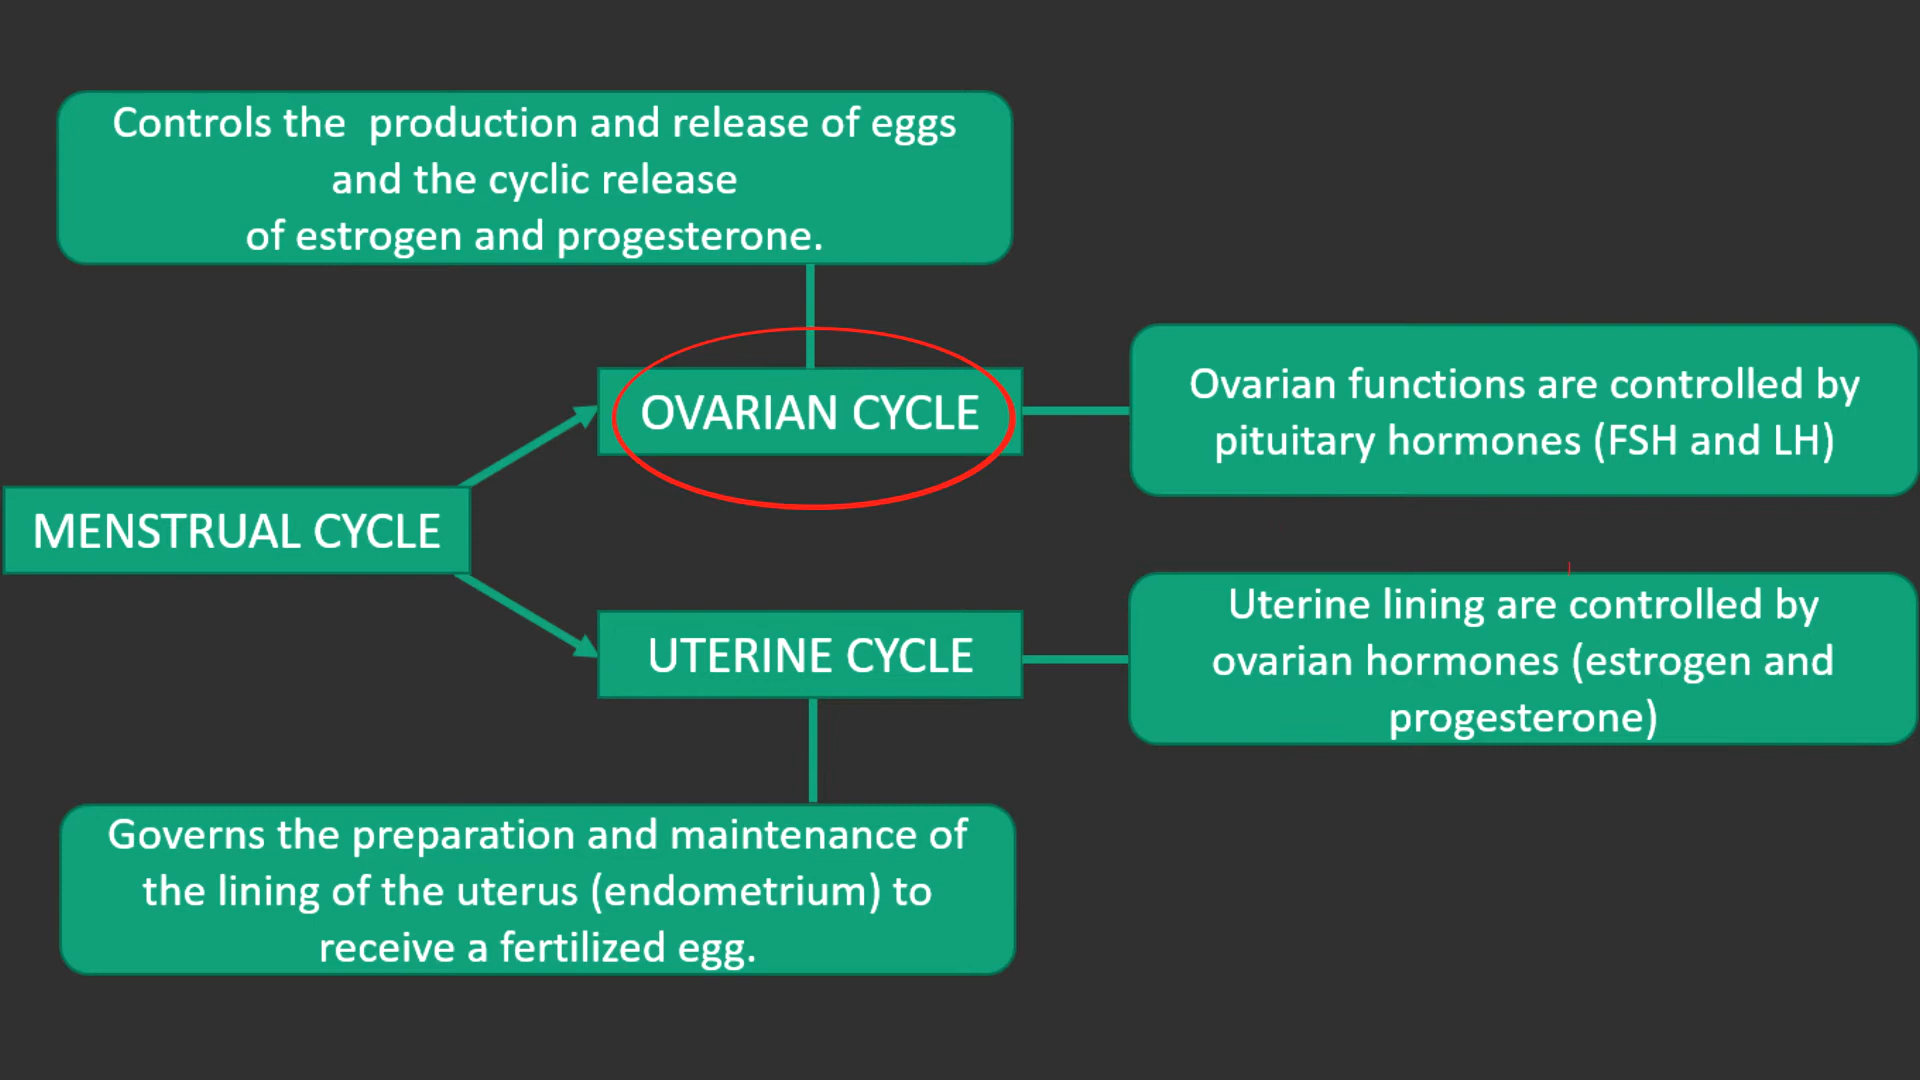 Controls the  production and release of eggs
and the cyclic release
of estrogen and progesterone.
OVARIAN CYCLE
Ovarian functions are controlled by
pituitary hormones (FSH and LH)
MENSTRUAL CYCLE
UTERINE CYCLE
Uterine lining are controlled by
ovarian hormones (estrogen and
progesterone)
Governs the preparation and maintenance of
the lining of the uterus (endometrium) to
receive a fertilized egg.